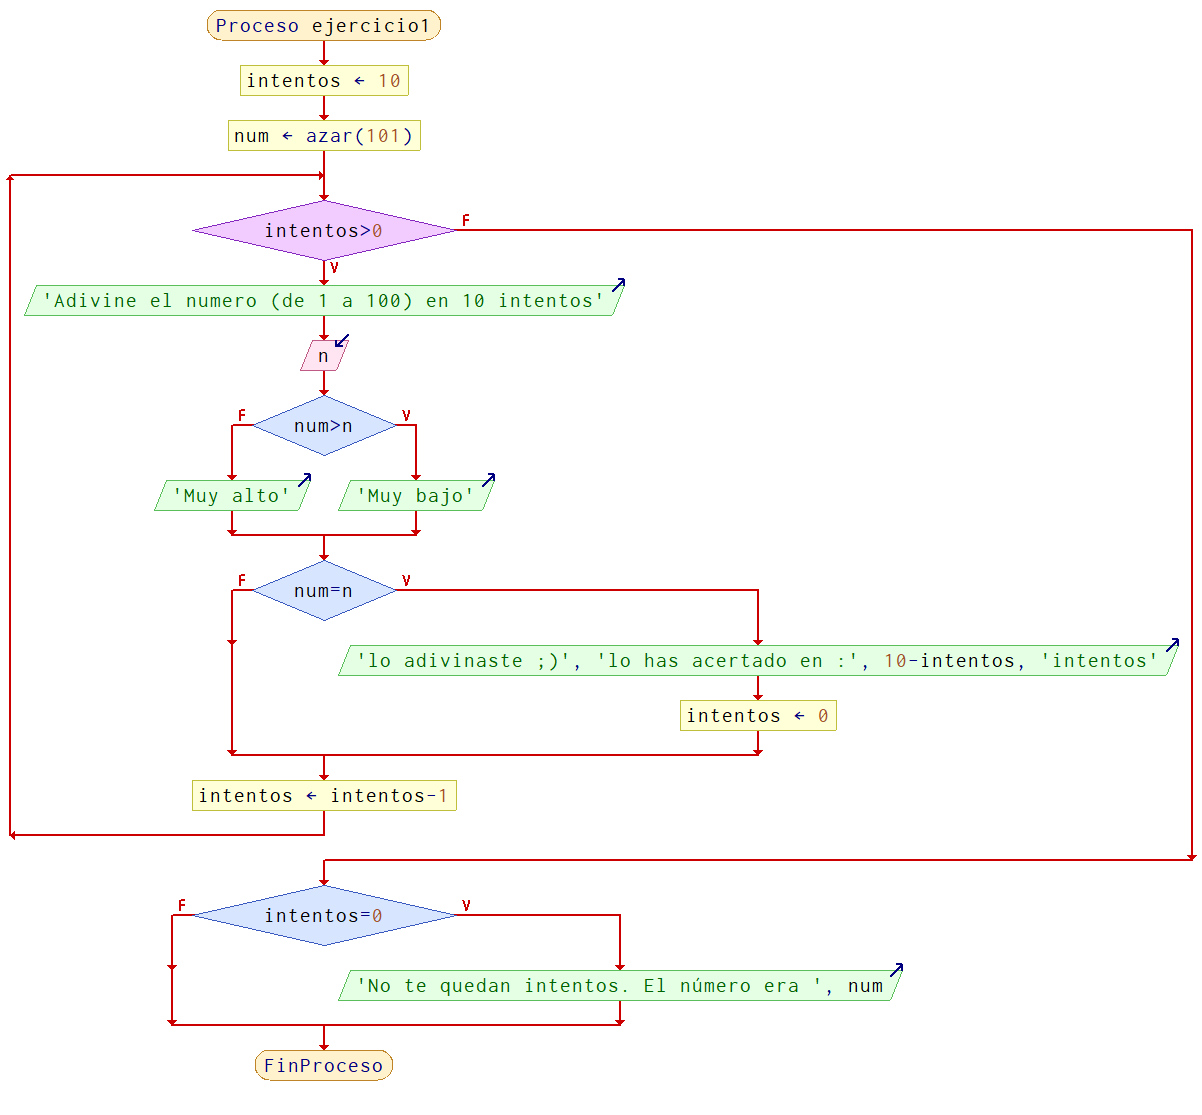 Proceso ejercicio1
intentos ← 10
num ← azar(101)
intentos>0
F
V
'Adivine el numero (de 1 a 100) en 10 intentos'
n
F
V
num>n
'Muy alto'
'Muy bajo'
F
V
num=n
'lo adivinaste ;)', 'lo has acertado en :', 10-intentos, 'intentos'
intentos ← 0
intentos ← intentos-1
F
V
intentos=0
'No te quedan intentos. El número era ', num
FinProceso